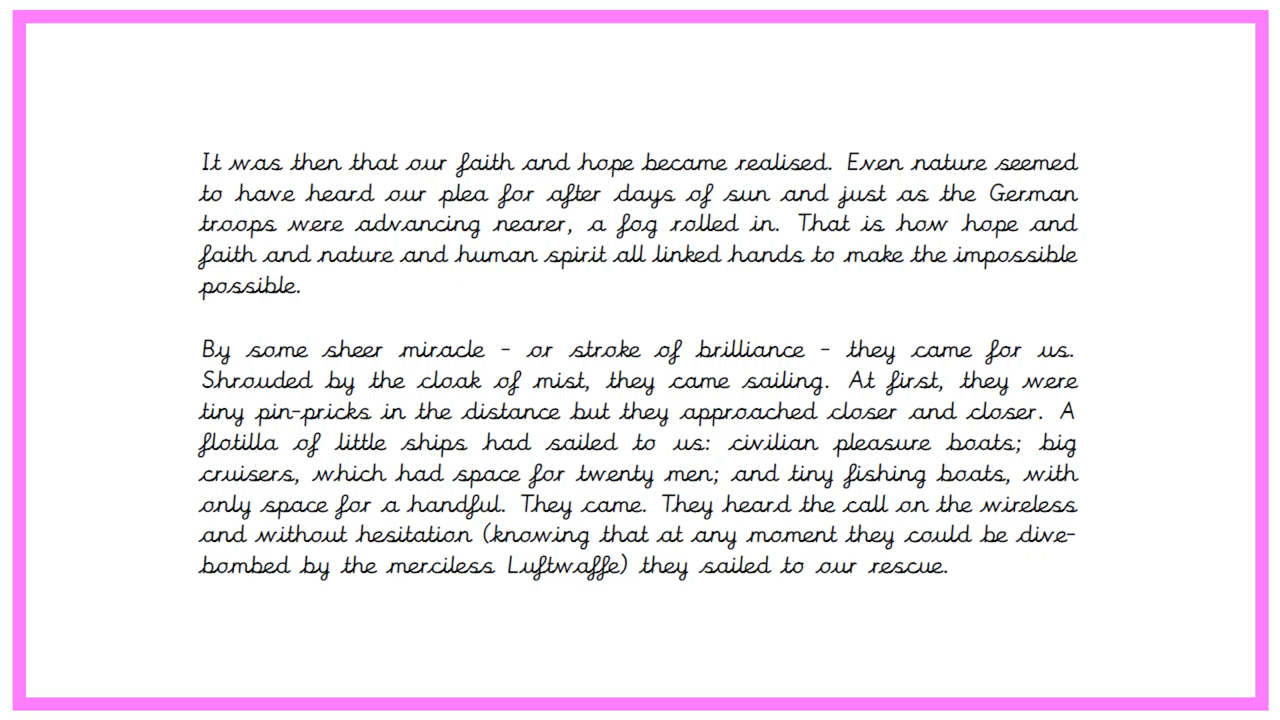 It was then that our faith and hope became realised. Even nature seemed
to have heard our plea for after days of sun and just as the German
troops were advancing nearer, a fog rolled in. That is how hope and
faith and nature and human spirit all linked hands to make the impossible
possible.
By some sheer miracle - or stroke of brilliance - they came for us.
Shrouded by the cloak of mist, they came sailing. At first, they were
tiny pin-pricks in the distance but they approached closer and closer. A
flotilla of little ships had sailed to us: civilian pleasure boats; big
cruisers, which had space for twenty men; and tiny fishing boats, with
only space for a handful. They came. They heard the call on the wireless
and without hesitation (knowing that at any moment they could be dive-
bombed by the merciless Luftwaffe) they sailed to our rescue.